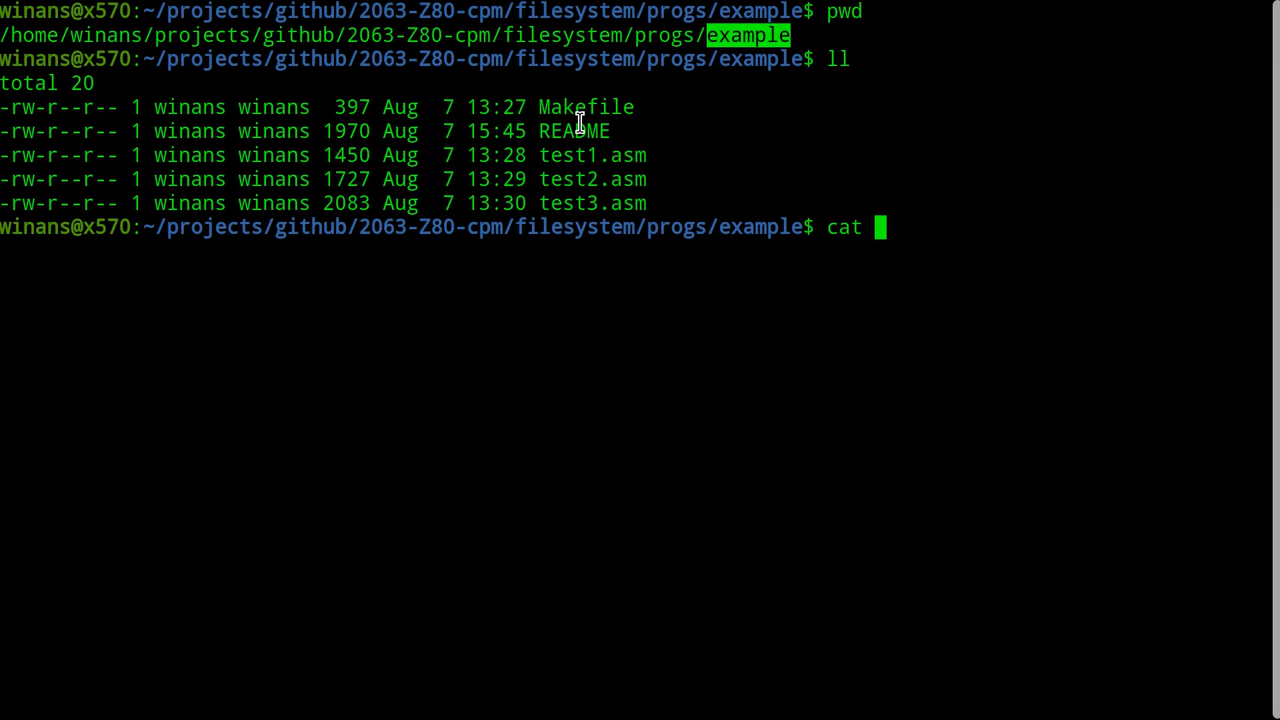 winans@x570:~/projects/github/2063-Z80-cpm/filesystem/progs/example$ pwd
/home/winans/projects/github/2063-Z80-cpm/filesystem/progs/example
winans@x570:~/projects/github/2063-Z80-cpm/filesystem/progs/example$ ll
total 20
-rw-r--r-- 1 winans winans  397 Aug  7 13:27 Makefile
-rw-r--r-- 1 winans winans 1970 Aug  7 15:45 README
-rw-r--r-- 1 winans winans 1450 Aug  7 13:28 test1.asm
-rw-r--r-- 1 winans winans 1727 Aug  7 13:29 test2.asm
-rw-r--r-- 1 winans winans 2083 Aug  7 13:30 test3.asm
winans@x570:~/projects/github/2063-Z80-cpm/filesystem/progs/example$ cat